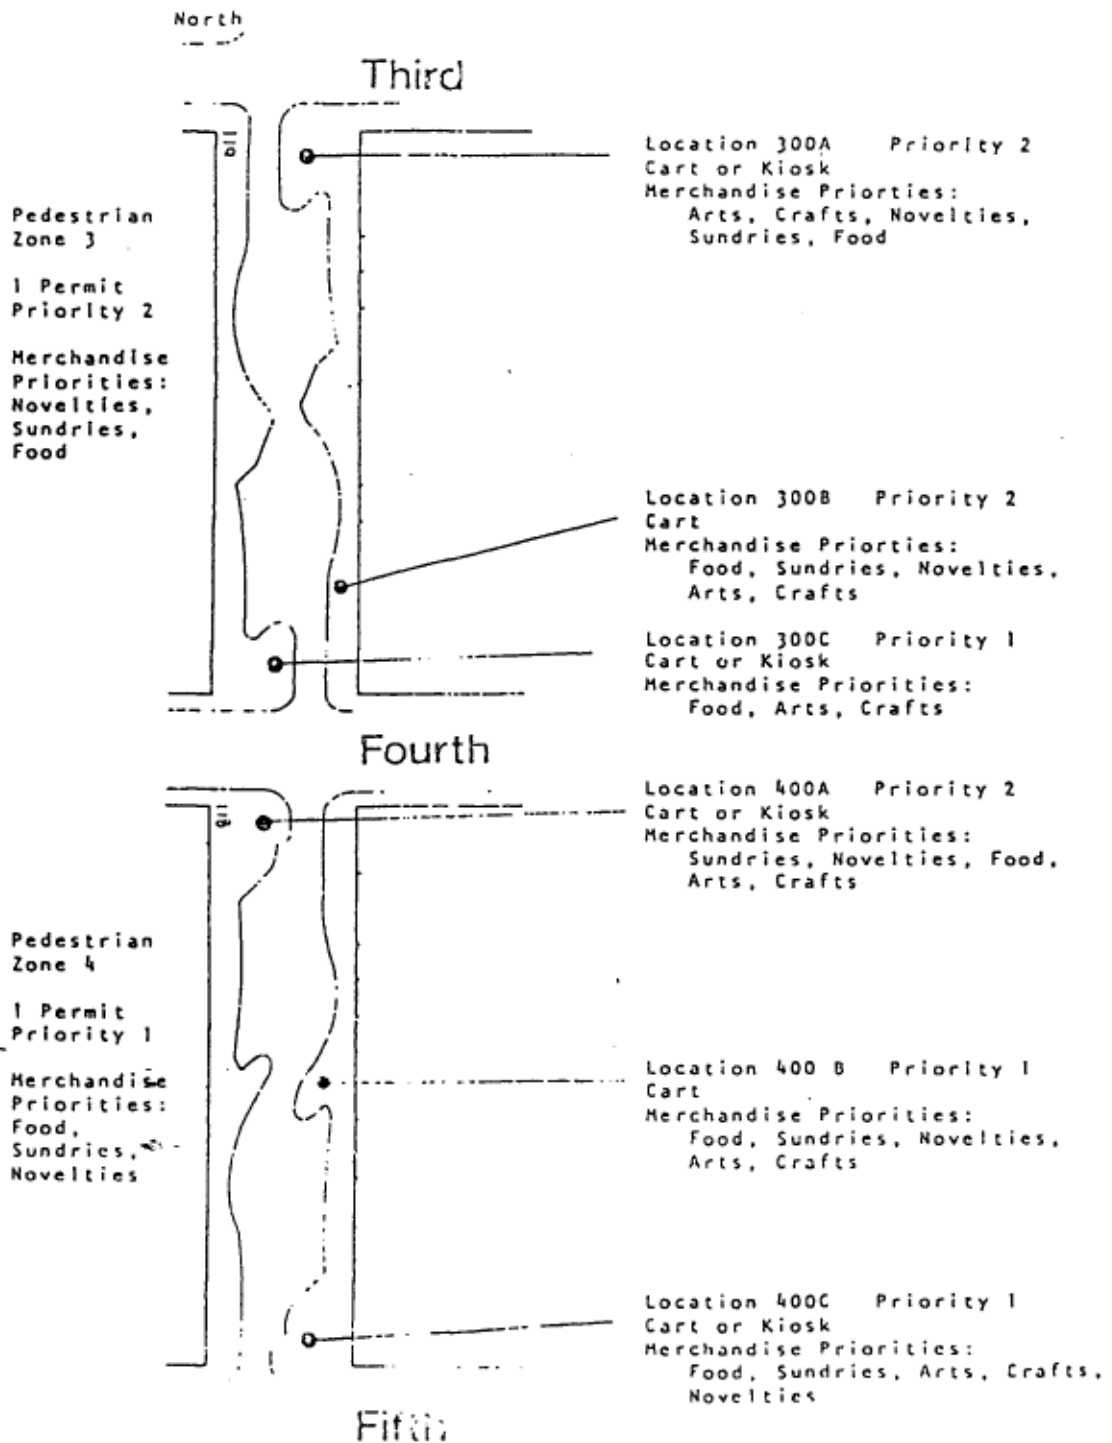 North
Third
Location 300A Priority 2
Cart or Kiosk
Merchandise Priorties:
Arts, Crafts, Novelties,
Sundries, Food
Pedestrian
Zone 3
1 Permit
Priority 2
Merchandise
Priorities:
Novelties,
Sundries,
Food
Location 300B Priority 2
Cart
Merchandise Priorties:
Food, Sundries, Novelties,
Arts, Crafts
Location 300C Priority 1
Cart or Kiosk
Merchandise Priorities:
Food, Arts, Crafts
Fourth
Location 400A Priority 2
Cart or Kiosk
Merchandise Priorities:
Sundries, Novelties, Food,
Arts, Crafts
Pedestrian
Zone 4
1 Permit
Priority 1
Merchandise
Priorities:
Food,
Sundries,
Novelties
Location 400 B Priority 1
Cart
Merchandise Priorities:
Food, Sundries, Novelties,
Arts, Crafts
Location 400C Priority 1
Cart or Kiosk
Merchandise Priorities:
Food, Sundries, Arts, Crafts,
Novelties
Fifth